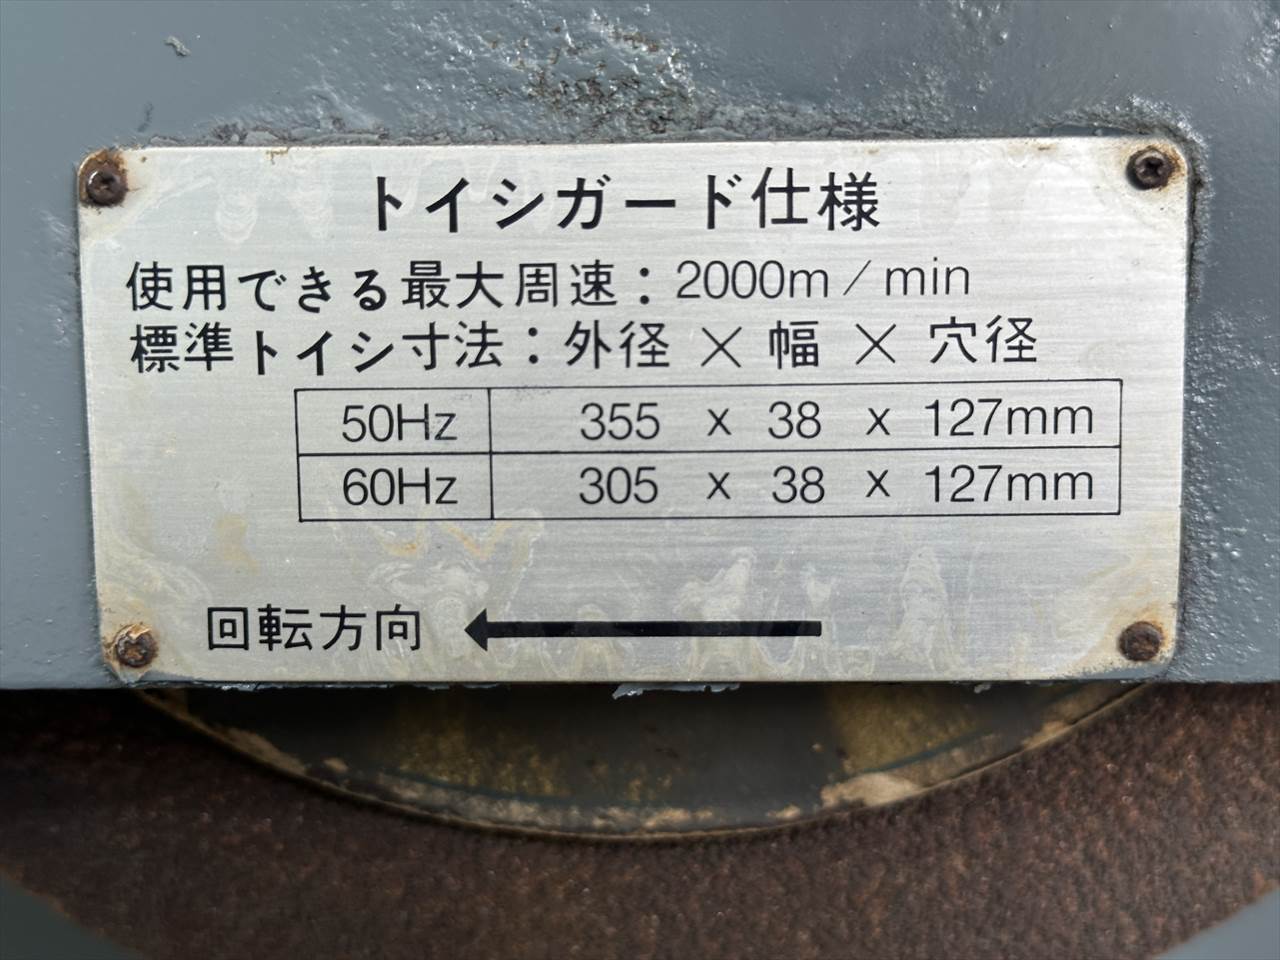 トイシガード仕様
使用できる最大周速：2000m／min
標準トイシ寸法：外径×幅×穴径
50Hz 355 x 38 x 127mm
60Hz 305 x 38 x 127mm
回転方向